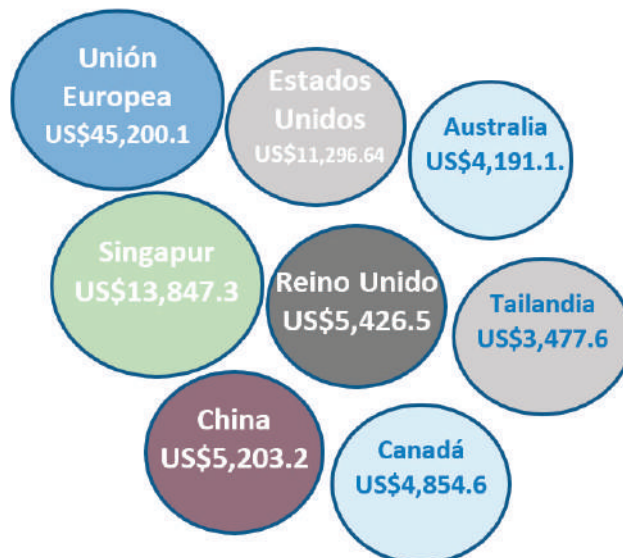 Unión
Europea
US$45,200.1
Estados
Unidos
US$11,296.64
Australia
US$4,191.1.
Singapur
US$13,847.3
Reino Unido
US$5,426.5
Tailandia
US$3,477.6
China
US$5,203.2
Canadá
US$4,854.6